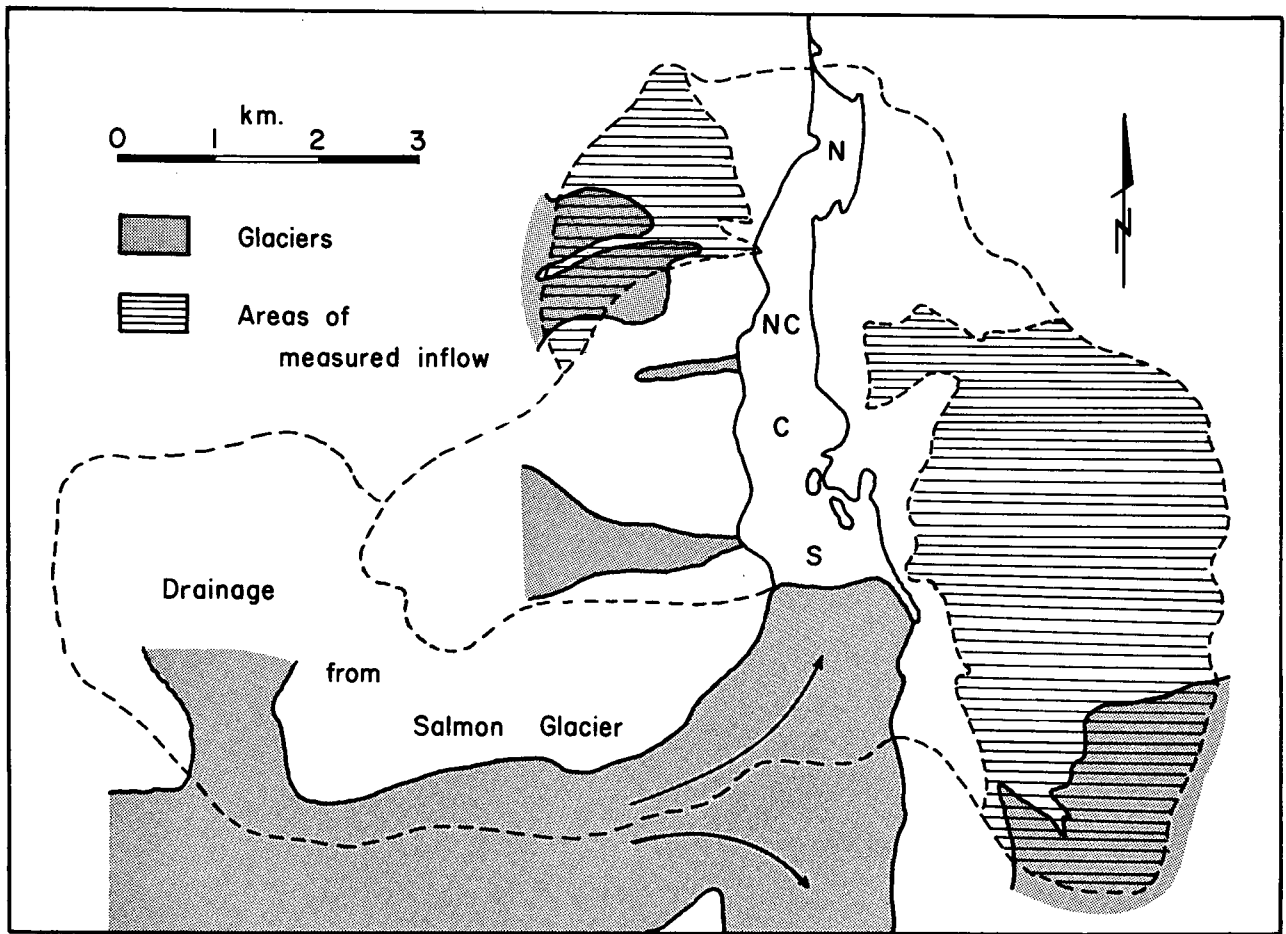 km.
0 1 2 3
Glaciers
Areas of
measured inflow
N
N
NC
C
S
Drainage
from
Salmon Glacier